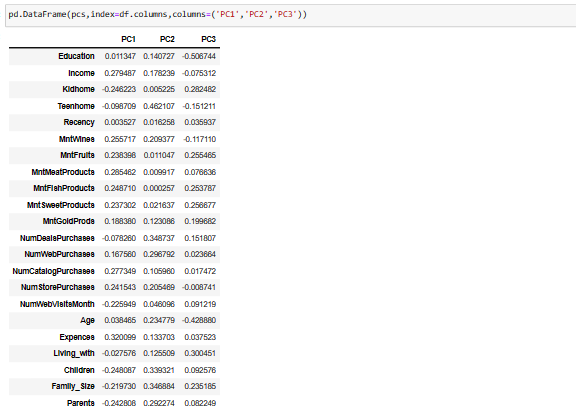 pd.DataFrame(pcs,index=df.columns,columns=('PC1','PC2','PC3'))
PC1 PC2 PC3
Education 0.011347 0.140727 -0.506744
Income 0.279487 0.178239 -0.075312
Kidhome -0.246223 0.005225 0.282482
Teenhome -0.098709 0.462107 -0.151211
Recency 0.003527 0.016258 0.035937
MntWines 0.255717 0.209377 -0.117110
MntFruits 0.238398 0.011047 0.255465
MntMeatProducts 0.285462 0.009917 0.076636
MntFishProducts 0.248710 0.000257 0.253787
MntSweetProducts 0.237302 0.021637 0.256677
MntGoldProds 0.188380 0.123086 0.199682
NumDealsPurchases -0.078260 0.348737 0.151807
NumWebPurchases 0.167560 0.296792 0.023664
NumCatalogPurchases 0.277349 0.105960 0.017472
NumStorePurchases 0.241543 0.205469 -0.008741
NumWebVisitsMonth -0.225949 0.046096 0.091219
Age 0.038465 0.234779 -0.428880
Expences 0.320099 0.133703 0.037523
Living_with -0.027576 0.125509 0.300451
Children -0.248087 0.339321 0.092576
Family_Size -0.219730 0.346884 0.235185
Parents -0.242808 0.292274 0.082249